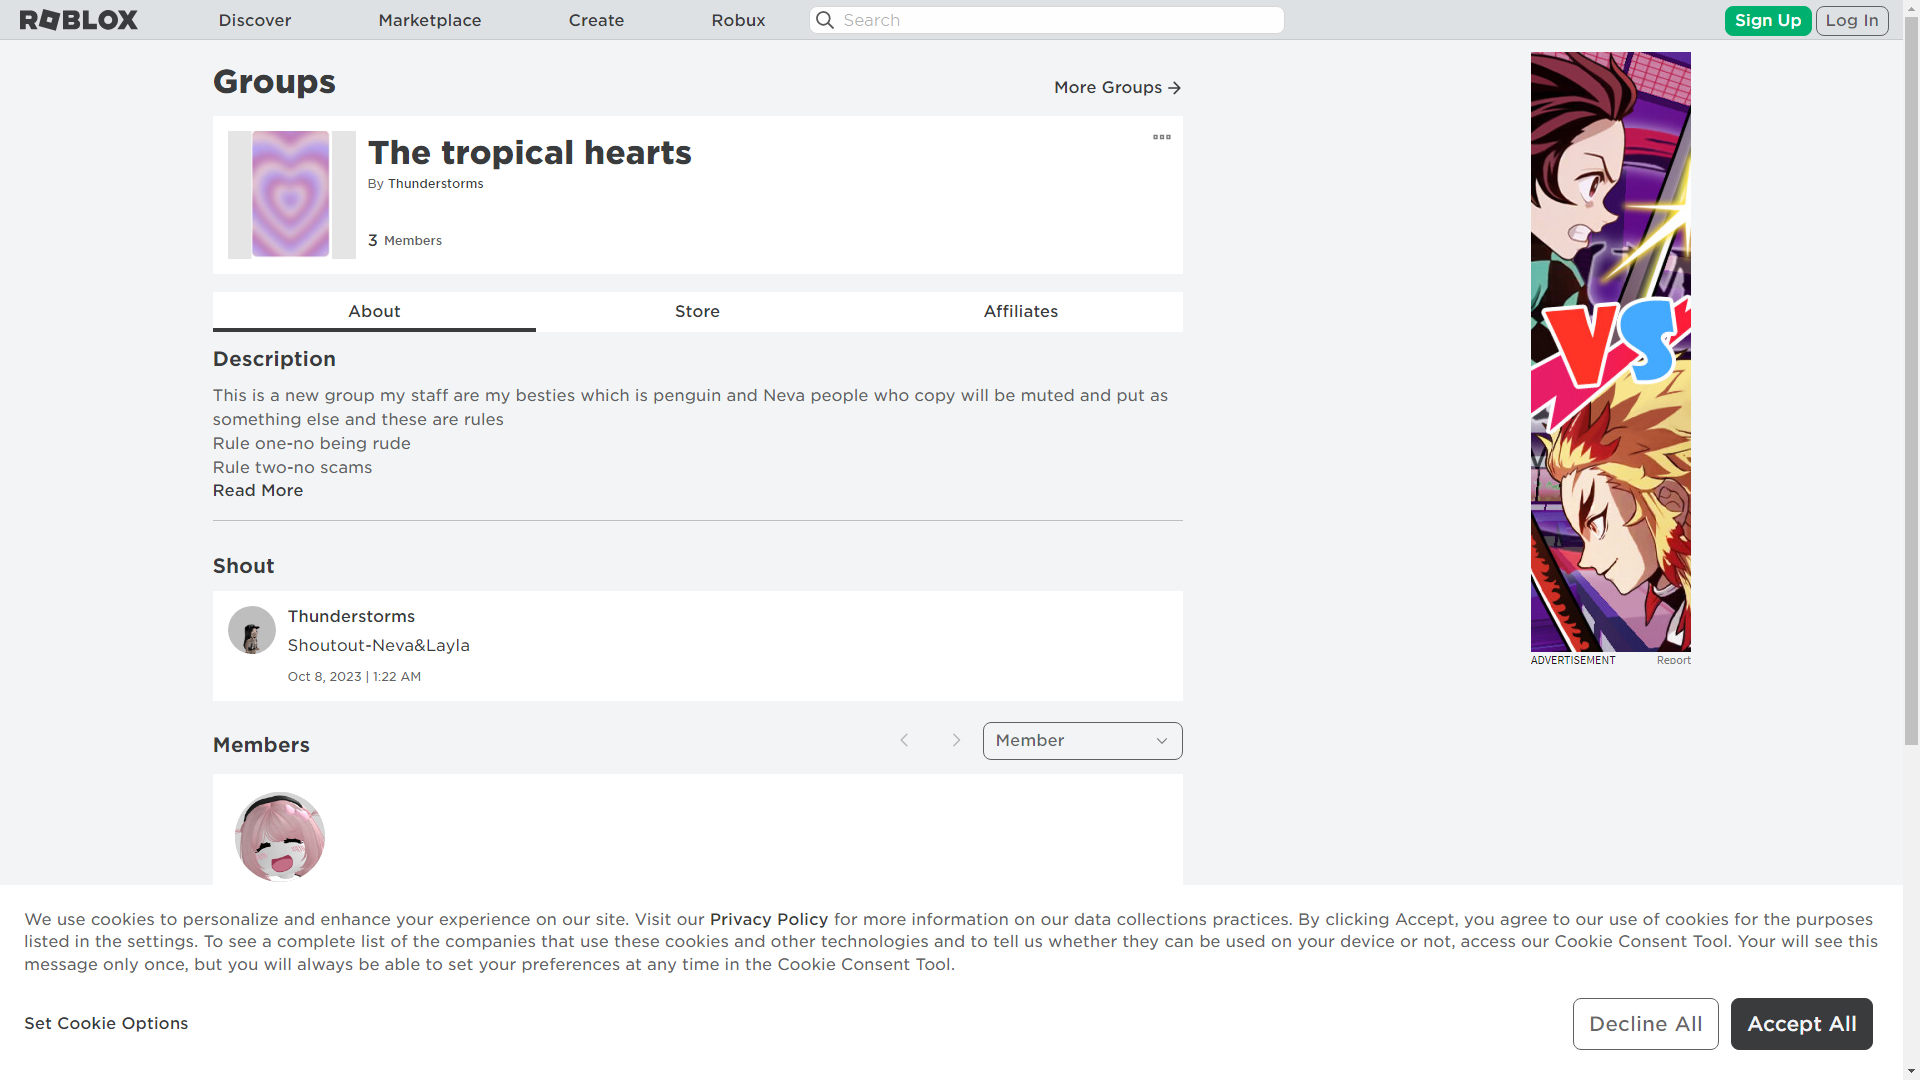 ROBLOX
Discover
Marketplace
Create
Robux
Search
Sign Up
Log In
Groups
More Groups
The tropical hearts
By Thunderstorms
3 Members
About
Store
Affiliates
Description
This is a new group my staff are my besties which is penguin and Neva people who copy will be muted and put as
something else and these are rules
Rule one-no being rude
Rule two-no scams
Read More
Shout
Thunderstorms
Shoutout-Neva&Layla
Oct 8, 2023 | 1:22 AM
Members
Member
VS
ADVERTISEMENT
Report
We use cookies to personalize and enhance your experience on our site. Visit our Privacy Policy for more information on our data collections practices. By clicking Accept, you agree to our use of cookies for the purposes
listed in the settings. To see a complete list of the companies that use these cookies and other technologies and to tell us whether they can be used on your device or not, access our Cookie Consent Tool. Your will see this
message only once, but you will always be able to set your preferences at any time in the Cookie Consent Tool.
Set Cookie Options
Decline All
Accept All